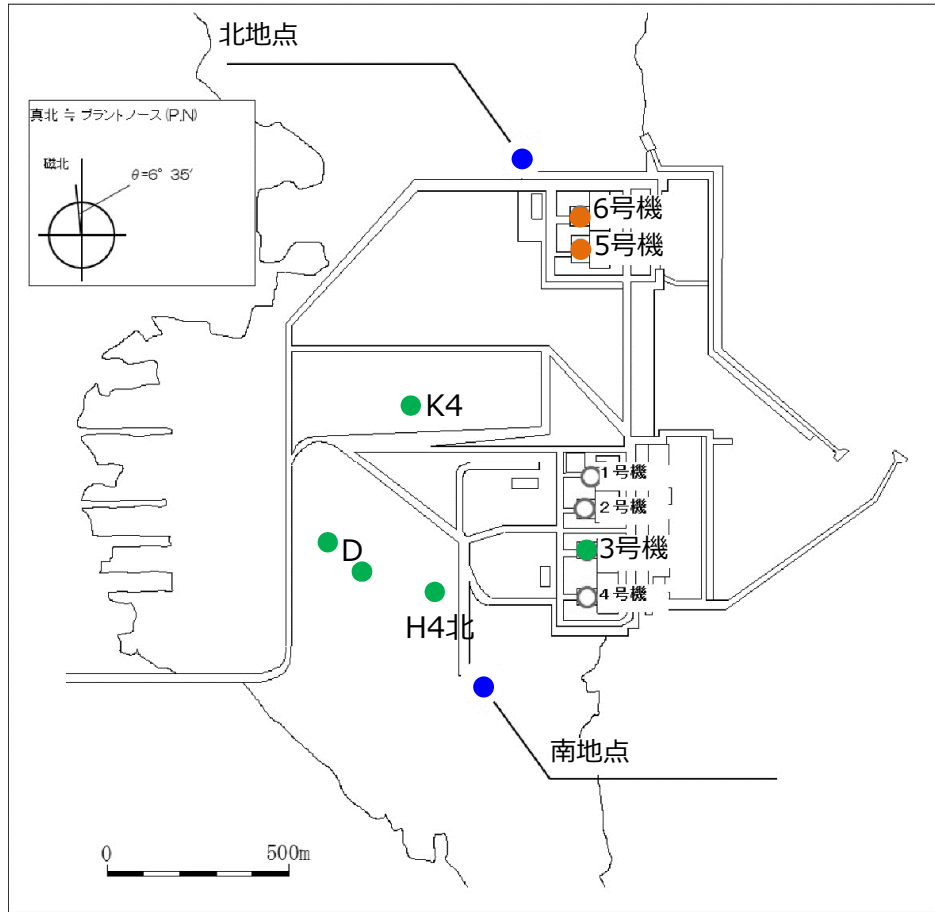 北地点
真北 ≒ プラントノース (P.N)
磁北
θ=6° 35′
6号機
5号機
K4
1号機
2号機
D
3号機
4号機
H4北
南地点
0
500m